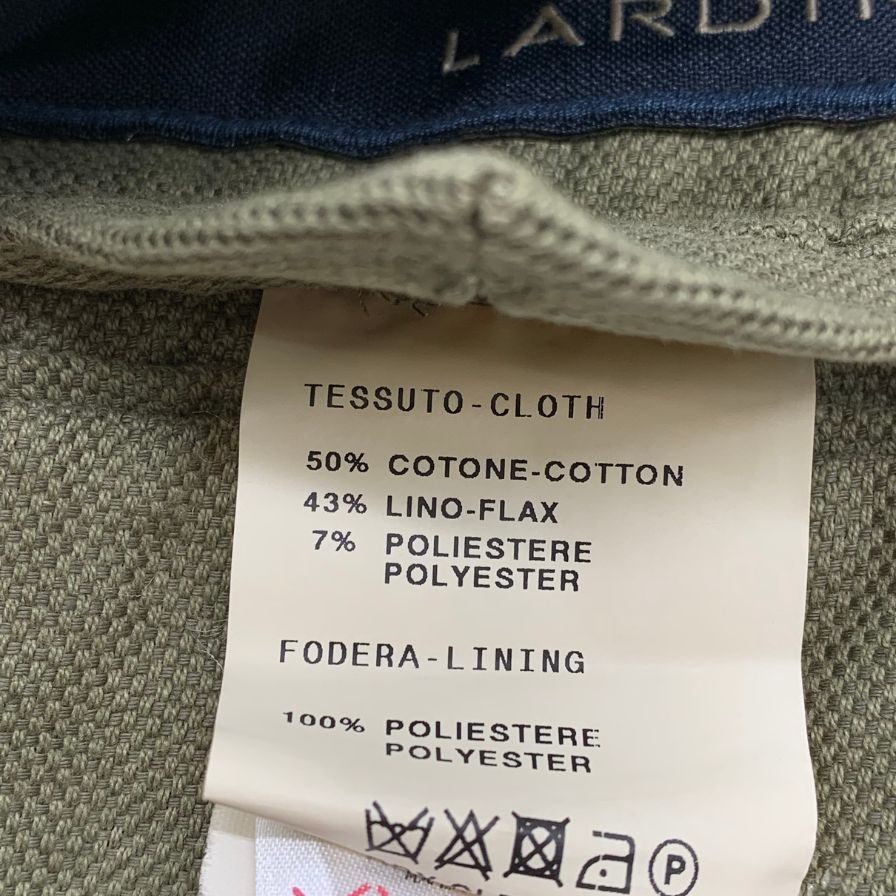 TESSUTO-CLOTH
50% COTONE-COTTON
43% LINO-FLAX
7% POLIESTERE
POLYESTER
FODERA-LINING
100% POLIESTERE
POLYESTER
P